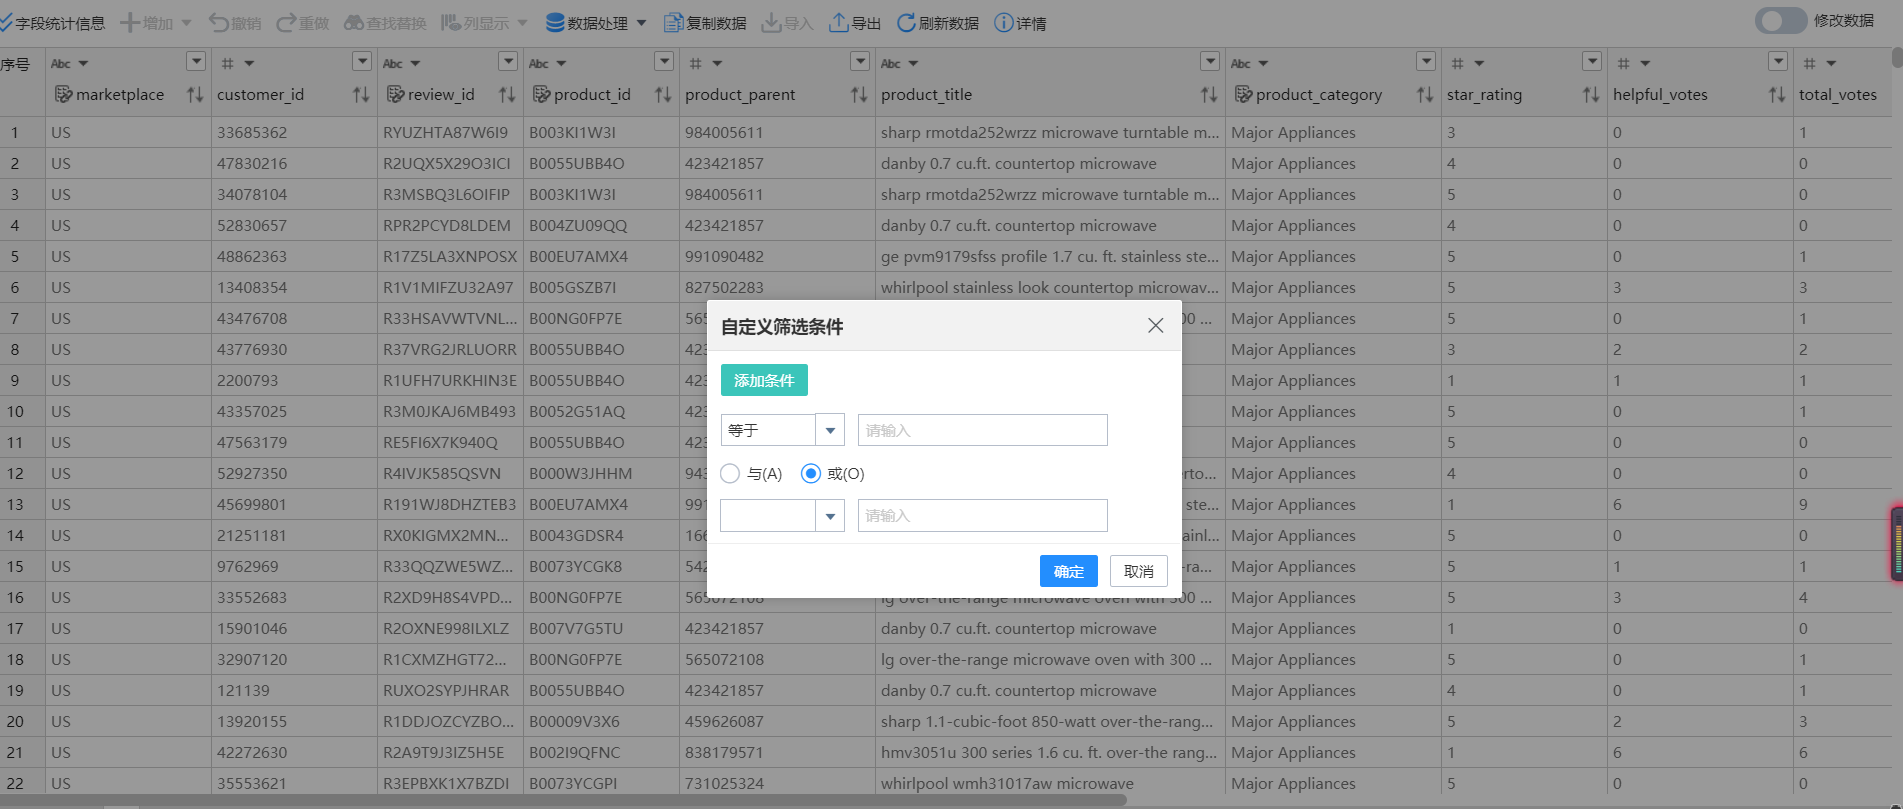 字段统计信息 增加 撤销 重做 查找替换 列显示 数据处理 复制数据 导入 导出 刷新数据 详情 修改数据
序号 Abc # Abc Abc # Abc Abc # # #
marketplace customer_id review_id product_id product_parent product_title product_category star_rating helpful_votes total_votes
1 US 33685362 RYUZHTA87W6I9 B003KI1W3I 984005611 sharp rmotda252wrzz microwave turntable m... Major Appliances 3 0 1
2 US 47830216 R2UQX5X29O3ICI B0055UBB4O 423421857 danby 0.7 cu.ft. countertop microwave Major Appliances 4 0 0
3 US 34078104 R3MSBQ3L6OIFIP B003KI1W3I 984005611 sharp rmotda252wrzz microwave turntable m... Major Appliances 5 0 0
4 US 52830657 RPR2PCYD8LDEM B004ZU09QQ 423421857 danby 0.7 cu.ft. countertop microwave Major Appliances 4 0 0
5 US 48862363 R17Z5LA3XNPOSX B00EU7AMX4 991090482 ge pvm9179sfss profile 1.7 cu. ft. stainless ste... Major Appliances 5 0 1
6 US 13408354 R1V1MIFZU32A97 B005GSZB7I 827502283 whirlpool stainless look countertop microwav... Major Appliances 5 3 3
7 US 43476708 R33HSAVWTVNL... B00NG0FP7E 565 00 ... Major Appliances 5 0 1
8 US 43776930 R37VRG2JRLUORR B0055UBB4O 423 Major Appliances 3 2 2
9 US 2200793 R1UFH7URKHIN3E B0055UBB4O 423 Major Appliances 1 1 1
10 US 43357025 R3M0JKAJ6MB493 B0052G51AQ 423 Major Appliances 5 0 1
11 US 47563179 RE5FI6X7K940Q B0055UBB4O 423 Major Appliances 5 0 0
12 US 52927350 R4IVJK585QSVN B000W3JHHM 943 erto... Major Appliances 4 0 0
13 US 45699801 R191WJ8DHZTEB3 B00EU7AMX4 991 ste... Major Appliances 1 6 9
14 US 21251181 RX0KIGMX2MN... B0043GDSR4 166 ainl... Major Appliances 5 0 0
15 US 9762969 R33QQZWE5WZ... B0073YCGK8 542 -ra... Major Appliances 5 1 1
16 US 33552683 R2XD9H8S4VPD... B00NG0FP7E 565072108 lg over-the-range microwave oven with 300 ... Major Appliances 5 3 4
17 US 15901046 R2OXNE998ILXLZ B007V7G5TU 423421857 danby 0.7 cu.ft. countertop microwave Major Appliances 1 0 0
18 US 32907120 R1CXMZHGT72... B00NG0FP7E 565072108 lg over-the-range microwave oven with 300 ... Major Appliances 5 0 1
19 US 121139 RUXO2SYPJHRAR B0055UBB4O 423421857 danby 0.7 cu.ft. countertop microwave Major Appliances 4 0 1
20 US 13920155 R1DDJOZCYZBO... B00009V3X6 459626087 sharp 1.1-cubic-foot 850-watt over-the-rang... Major Appliances 5 2 3
21 US 42272630 R2A9T9J3IZ5H5E B002I9QFNC 838179571 hmv3051u 300 series 1.6 cu. ft. over-the rang... Major Appliances 1 6 6
22 US 35553621 R3EPBXK1X7BZDI B0073YCGPI 731025324 whirlpool wmh31017aw microwave Major Appliances 5 0 0
自定义筛选条件
添加条件
等于 请输入
与(A) 或(O)
请输入
确定 取消